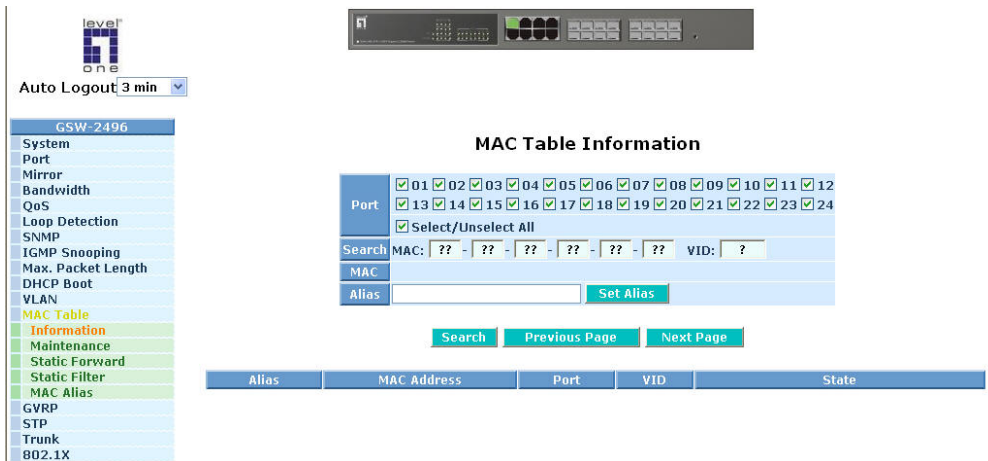 level
one
Auto Logout 3 min
GSW-2496
System
Port
Mirror
Bandwidth
QoS
Loop Detection
SNMP
IGMP Snooping
Max. Packet Length
DHCP Boot
VLAN
MAC Table
Information
Maintenance
Static Forward
Static Filter
MAC Alias
GVRP
STP
Trunk
802.1X
MAC Table Information
Port
01 02 03 04 05 06 07 08 09 10 11 12
13 14 15 16 17 18 19 20 21 22 23 24
Select/Unselect All
Search MAC: ?? - ?? - ?? - ?? - ?? - ?? VID: ?
MAC
Alias Set Alias
Search Previous Page Next Page
Alias MAC Address Port VID State